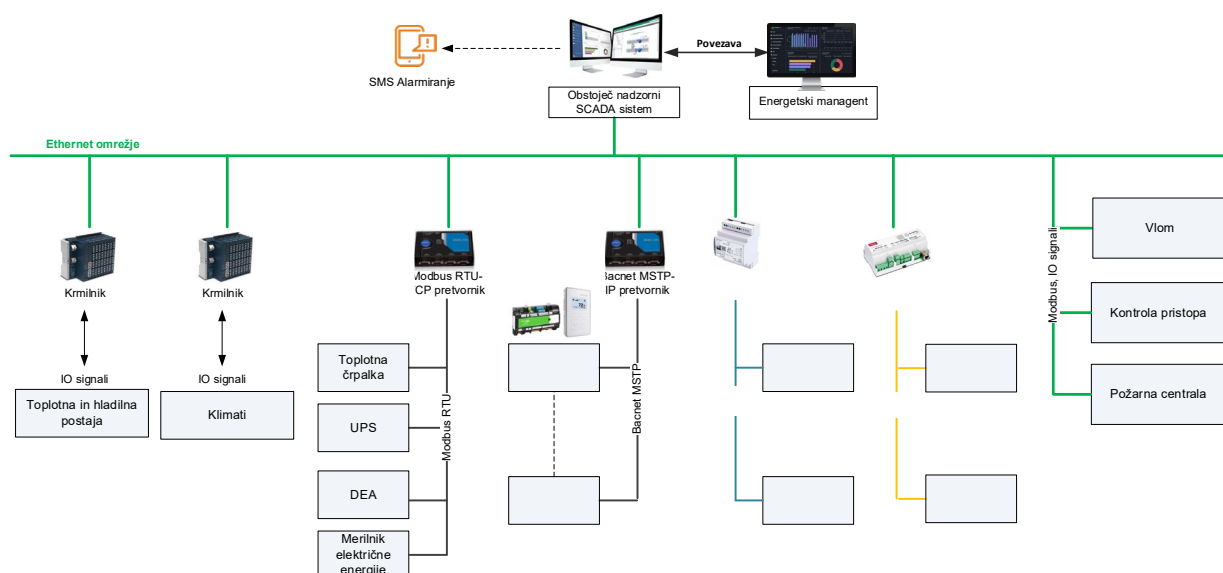 Povezava
SMS Alarmiranje
Obstoječ nadzorni
SCADA sistem
Energetski managent
Ethernet omrežje
Krmilnik
Krmilnik
Modbus RTU-
CP pretvornik
Bacnet MSTP-
IP pretvornik
Modbus, IO signali
Vlom
Kontrola pristopa
Požarna centrala
IO signali
Toplotna in hladilna
postaja
IO signali
Klimati
Toplotna
črpalka
UPS
DEA
Merilnik
električne
energije
Modbus RTU
Bacnet MSTP